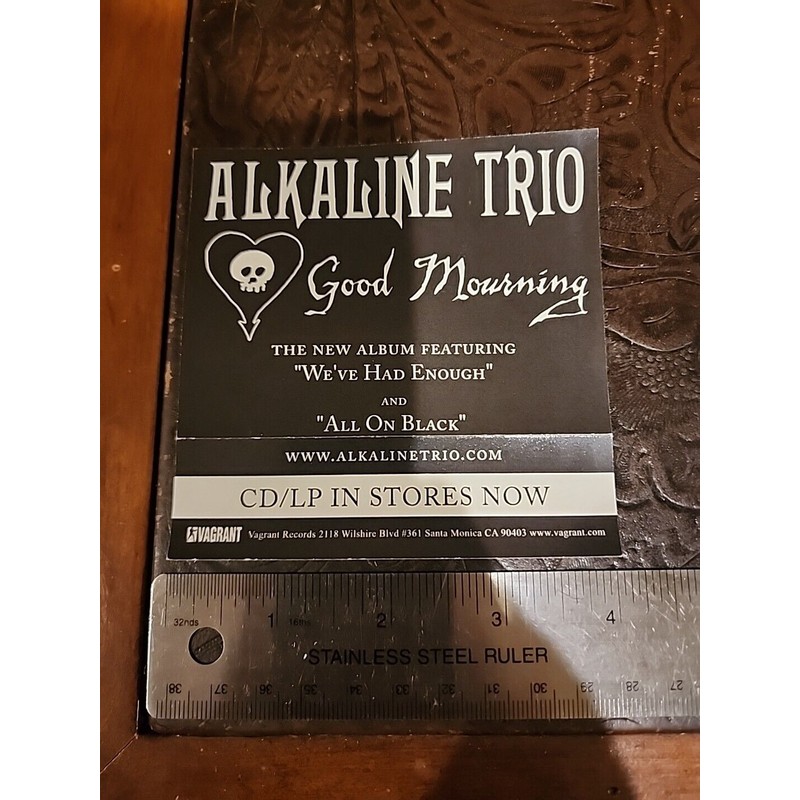 ALKALINE TRIO
Good Mourning
THE NEW ALBUM FEATURING
"WE'VE HAD ENOUGH"
AND
"ALL ON BLACK"
WWW.ALKALINETRIO.COM
CD/LP IN STORES NOW
VAGRANT Vagrant Records 2118 Wilshire Blvd #361 Santa Monica CA 90403 www.vagrant.com
32nds 1 16ths 2 3 4
STAINLESS STEEL RULER
38 37 36 35 34 33 32 31 30 29 28 27